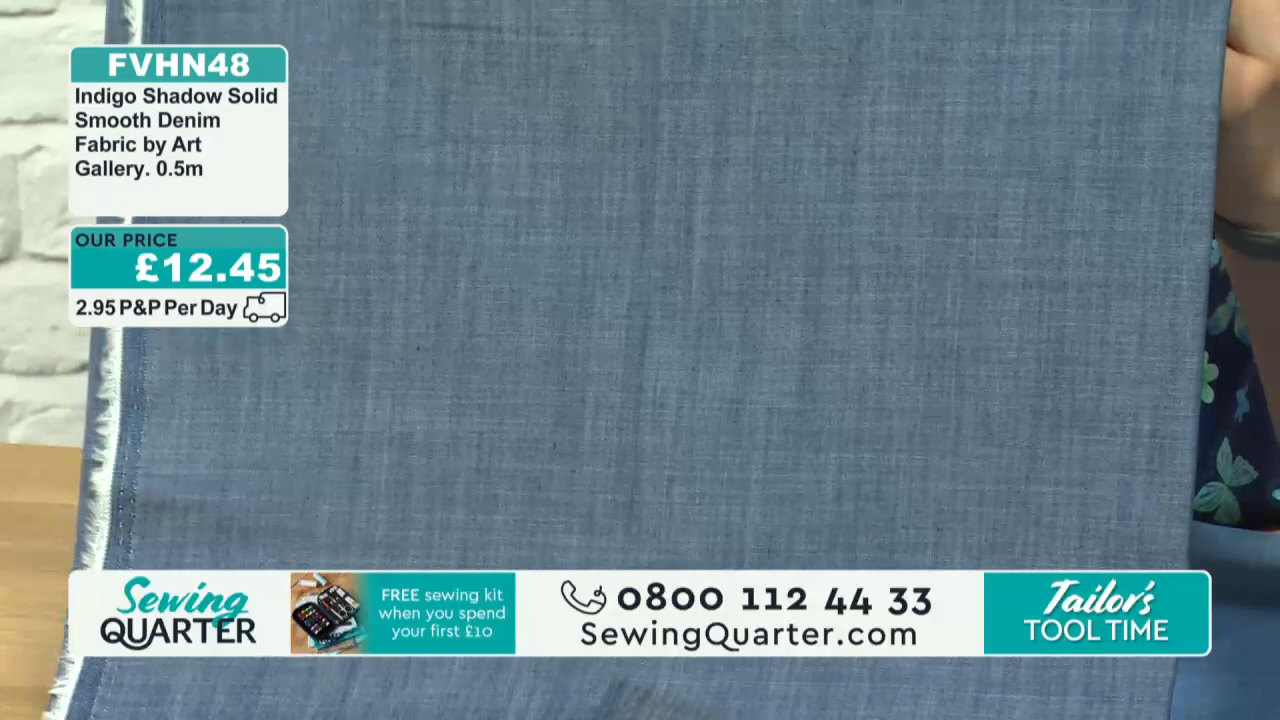 FVHN48
Indigo Shadow Solid
Smooth Denim
Fabric by Art
Gallery. 0.5m
OUR PRICE
£12.45
2.95 P&P Per Day
Sewing
QUARTER
FREE sewing kit
when you spend
your first £10
0800 112 44 33
SewingQuarter.com
Tailor's
TOOL TIME